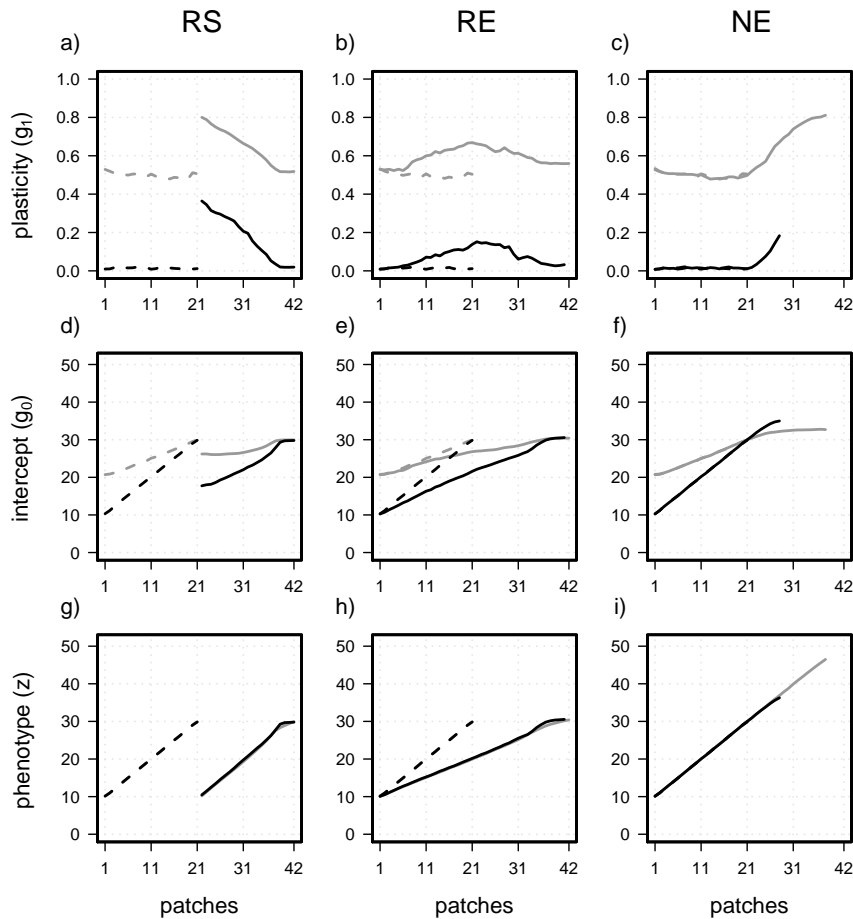 RS RE NE
a) b) c)
plasticity (g1)
1.0 1.0 1.0
0.8 0.8 0.8
0.6 0.6 0.6
0.4 0.4 0.4
0.2 0.2 0.2
0.0 0.0 0.0
1 11 21 31 42 1 11 21 31 42 1 11 21 31 42
d) e) f)
intercept (g0)
50 50 50
40 40 40
30 30 30
20 20 20
10 10 10
0 0 0
1 11 21 31 42 1 11 21 31 42 1 11 21 31 42
g) h) i)
phenotype (z)
50 50 50
40 40 40
30 30 30
20 20 20
10 10 10
0 0 0
1 11 21 31 42 1 11 21 31 42 1 11 21 31 42
patches patches patches